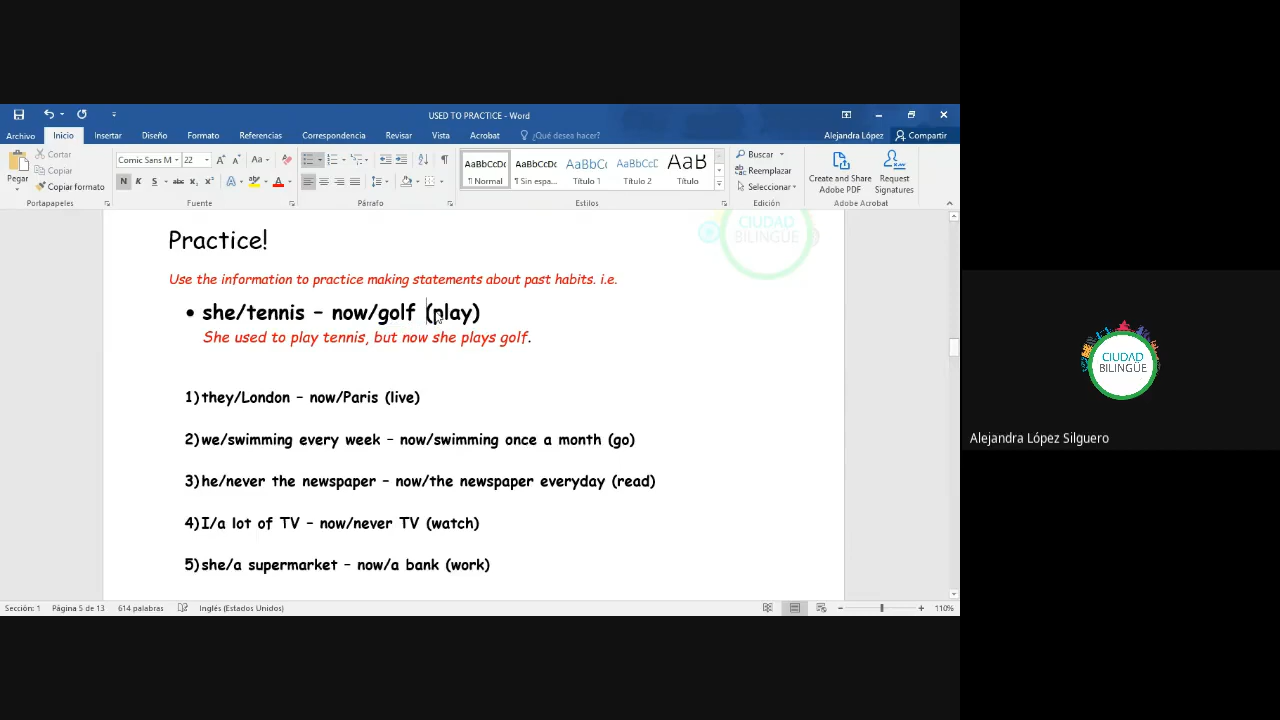 USED TO PRACTICE - Word
Archivo Inicio Insertar Diseño Formato Referencias Correspondencia Revisar Vista Acrobat ¿Qué desea hacer? Alejandra López Compartir
Pegar
Cortar
Copiar
Copiar formato
Portapapeles
Comic Sans M 22
Aa
N K S abc x₂ x²
A A
Fuente
Párrafo
AaBbCcDc AaBbCcDc AaBbCc AaBbCcD AaB
¶ Normal ¶ Sin espa... Título 1 Título 2 Título
Estilos
Buscar
Reemplazar
Seleccionar
Edición
Create and Share
Adobe PDF
Request
Signatures
Adobe Acrobat
CIUDAD
BILINGÜE
Practice!
Use the information to practice making statements about past habits. i.e.
• she/tennis – now/golf (play)
She used to play tennis, but now she plays golf.
1) they/London – now/Paris (live)
2) we/swimming every week – now/swimming once a month (go)
3) he/never the newspaper – now/the newspaper everyday (read)
4) I/a lot of TV – now/never TV (watch)
5) she/a supermarket – now/a bank (work)
Sección: 1 Página 5 de 13 614 palabras Inglés (Estados Unidos) 110%
CIUDAD
BILINGÜE
Alejandra López Silguero